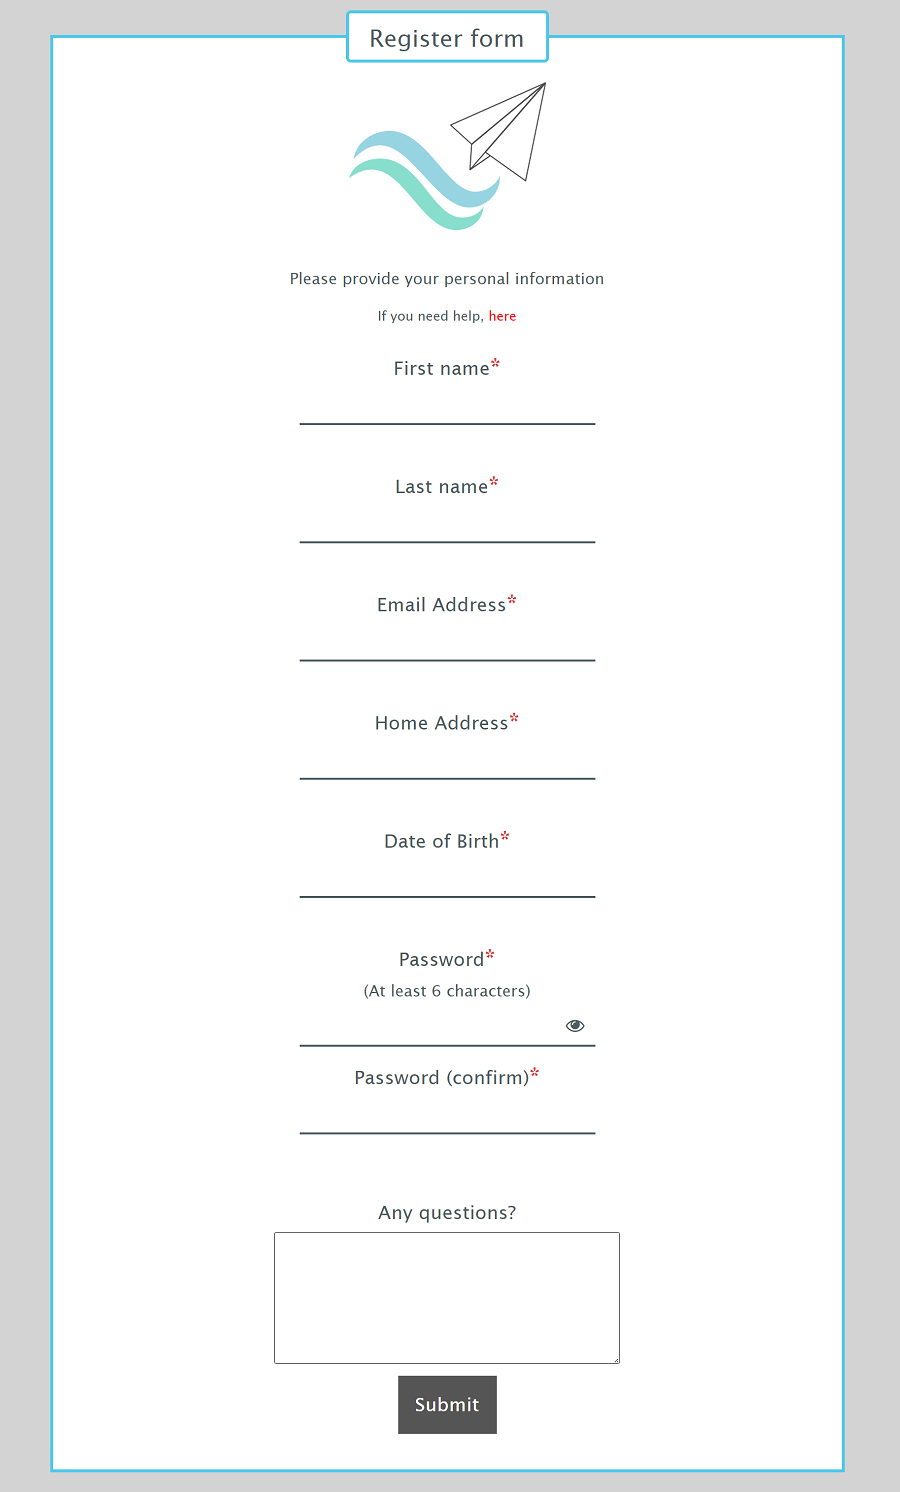 Register form
Please provide your personal information
If you need help, here
First name*
Last name*
Email Address*
Home Address*
Date of Birth*
Password*
(At least 6 characters)
Password (confirm)*
Any questions?
Submit